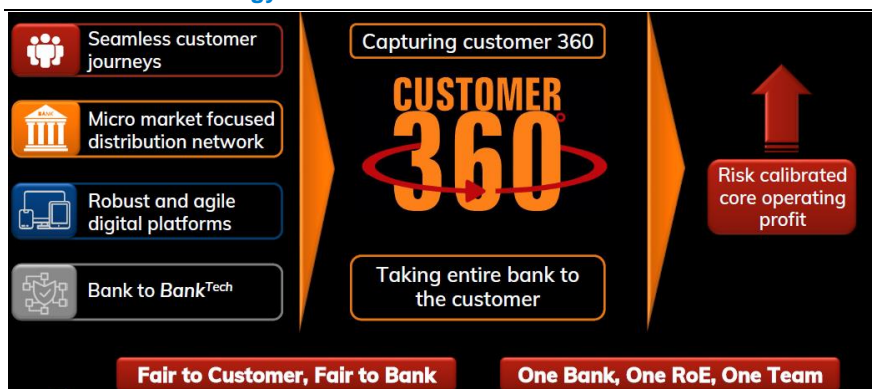 Seamless customer
journeys
Micro market focused
distribution network
Robust and agile
digital platforms
Bank to BankTech
Capturing customer 360
CUSTOMER
360°
Taking entire bank to
the customer
Risk calibrated
core operating
profit
BANK
Fair to Customer, Fair to Bank
One Bank, One RoE, One Team